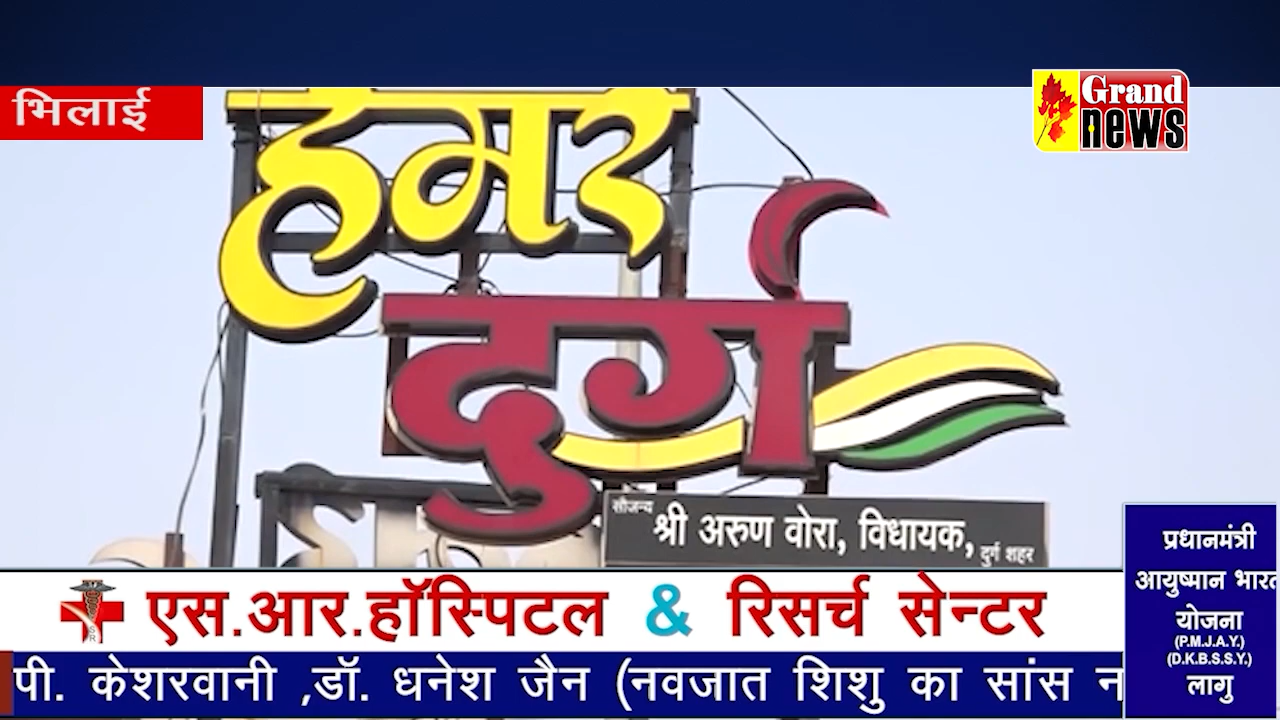 भिलाई
Grand
news
हमर
दुर्ग
सौजन्य
श्री अरुण वोरा, विधायक, दुर्ग शहर
एस.आर.हॉस्पिटल & रिसर्च सेन्टर
SR
पी. केशरवानी ,डॉ. धनेश जैन (नवजात शिशु का सांस न
प्रधानमंत्री
आयुष्मान भारत
योजना
(P.M.J.A.Y.)
(D.K.B.S.S.Y.)
लागु